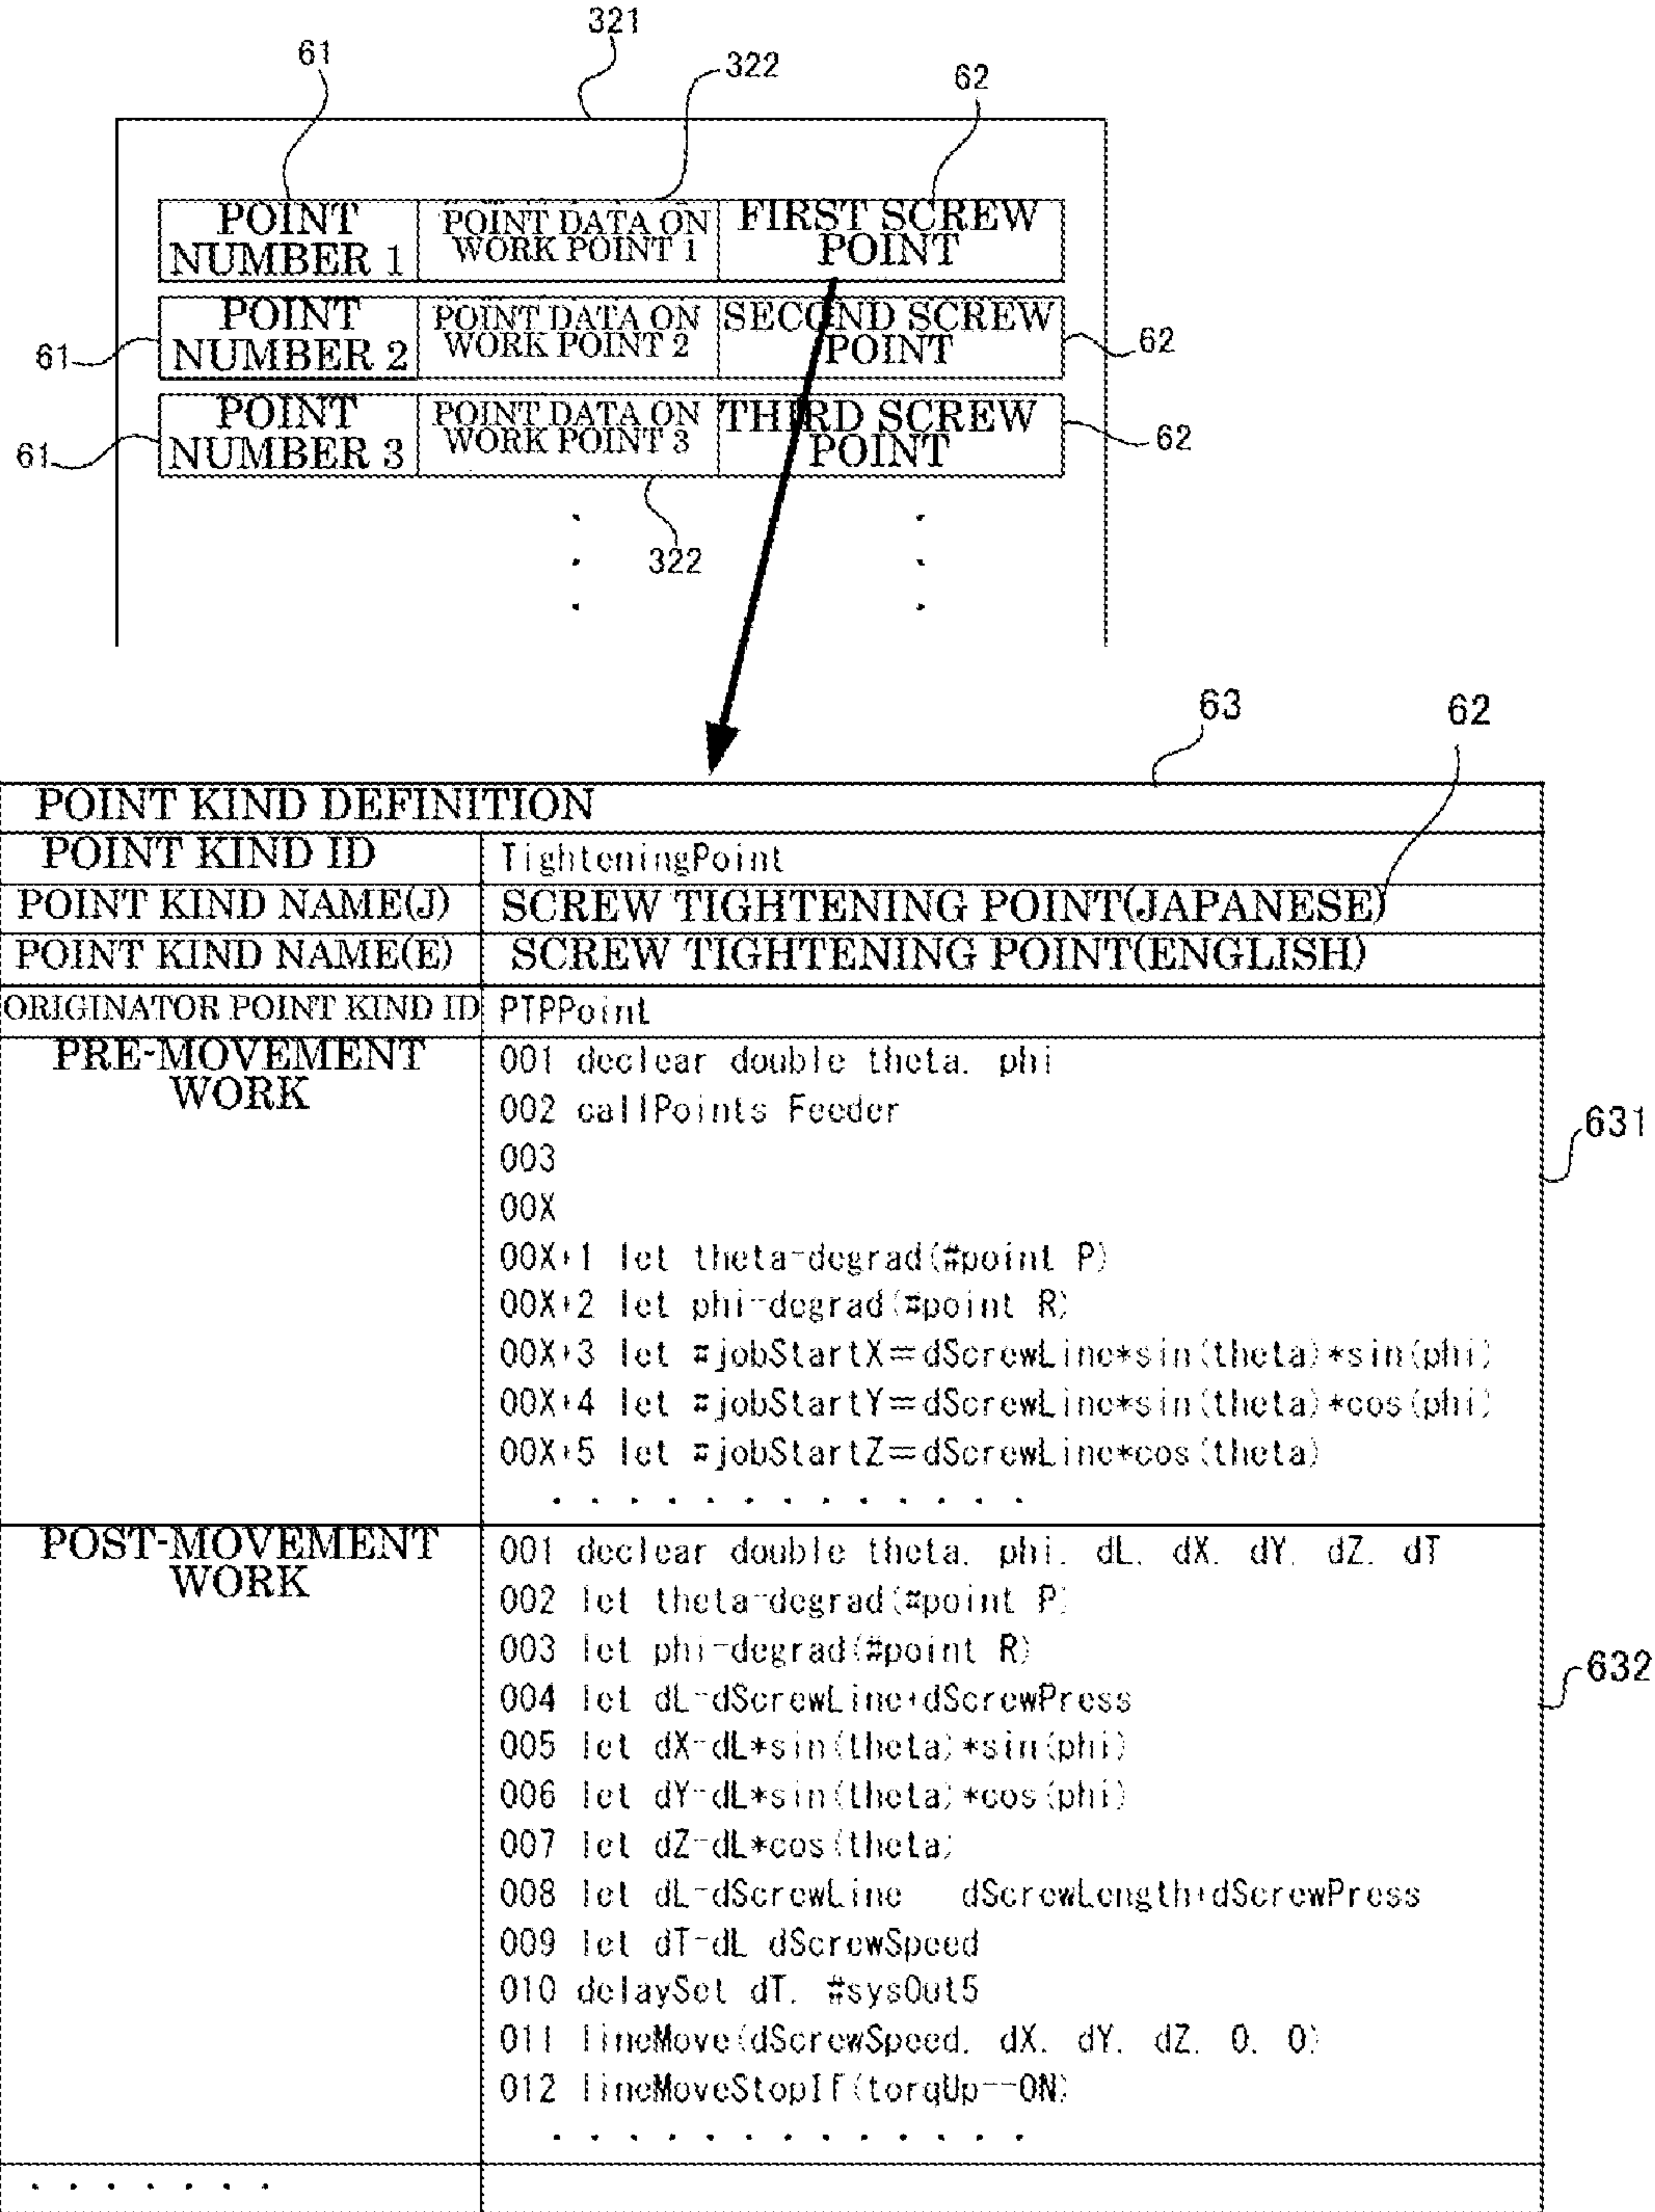 321
61
322
62
POINT NUMBER 1
POINT DATA ON WORK POINT 1
FIRST SCREW POINT
61
POINT NUMBER 2
POINT DATA ON WORK POINT 2
SECOND SCREW POINT
62
61
POINT NUMBER 3
POINT DATA ON WORK POINT 3
THIRD SCREW POINT
62
322
63
62
POINT KIND DEFINITION
POINT KIND ID TighteningPoint
POINT KIND NAME(J) SCREW TIGHTENING POINT(JAPANESE)
POINT KIND NAME(E) SCREW TIGHTENING POINT(ENGLISH)
ORIGINATOR POINT KIND ID PTPPoint
PRE-MOVEMENT WORK
001 declear double theta, phi
002 callPoints Feeder
003
00X
00X+1 let theta=degrad(#point P)
00X+2 let phi=degrad(#point R)
00X+3 let #jobStartX=dScrewLine*sin(theta)*sin(phi)
00X+4 let #jobStartY=dScrewLine*sin(theta)*cos(phi)
00X+5 let #jobStartZ=dScrewLine*cos(theta)
. . . . . . . . . . . . .
631
POST-MOVEMENT WORK
001 declear double theta, phi, dL, dX, dY, dZ, dT
002 let theta=degrad(#point P)
003 let phi=degrad(#point R)
004 let dL=dScrewLine+dScrewPress
005 let dX=dL*sin(theta)*sin(phi)
006 let dY=dL*sin(theta)*cos(phi)
007 let dZ=dL*cos(theta)
008 let dL=dScrewLine dScrewLength+dScrewPress
009 let dT=dL dScrewSpeed
010 delaySet dT, #sysOut5
011 lineMove(dScrewSpeed, dX, dY, dZ, 0, 0)
012 lineMoveStopIf(torqUp==ON)
. . . . . . . . . . . . .
632
. . . . . . .